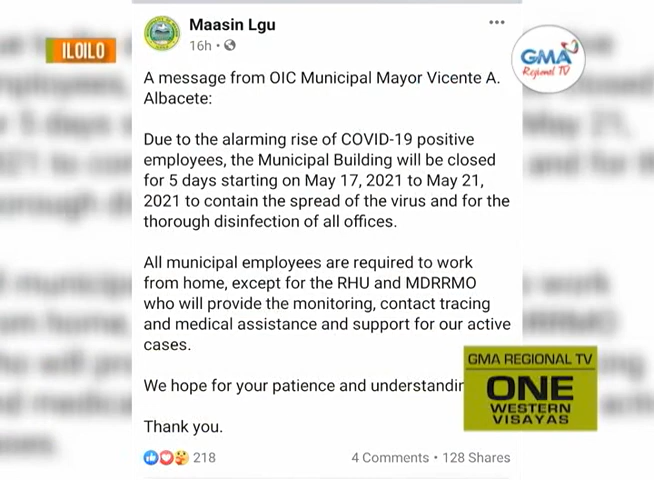 ILOILO
Maasin Lgu
16h
GMA
Regional TV
A message from OIC Municipal Mayor Vicente A.
Albacete:
Due to the alarming rise of COVID-19 positive
employees, the Municipal Building will be closed
for 5 days starting on May 17, 2021 to May 21,
2021 to contain the spread of the virus and for the
thorough disinfection of all offices.
All municipal employees are required to work
from home, except for the RHU and MDRRMO
who will provide the monitoring, contact tracing
and medical assistance and support for our active
cases.
We hope for your patience and
Thank you.
218
4 Comments • 128 Shares
GMA REGIONAL TV
ONE
WESTERN
VISAYAS